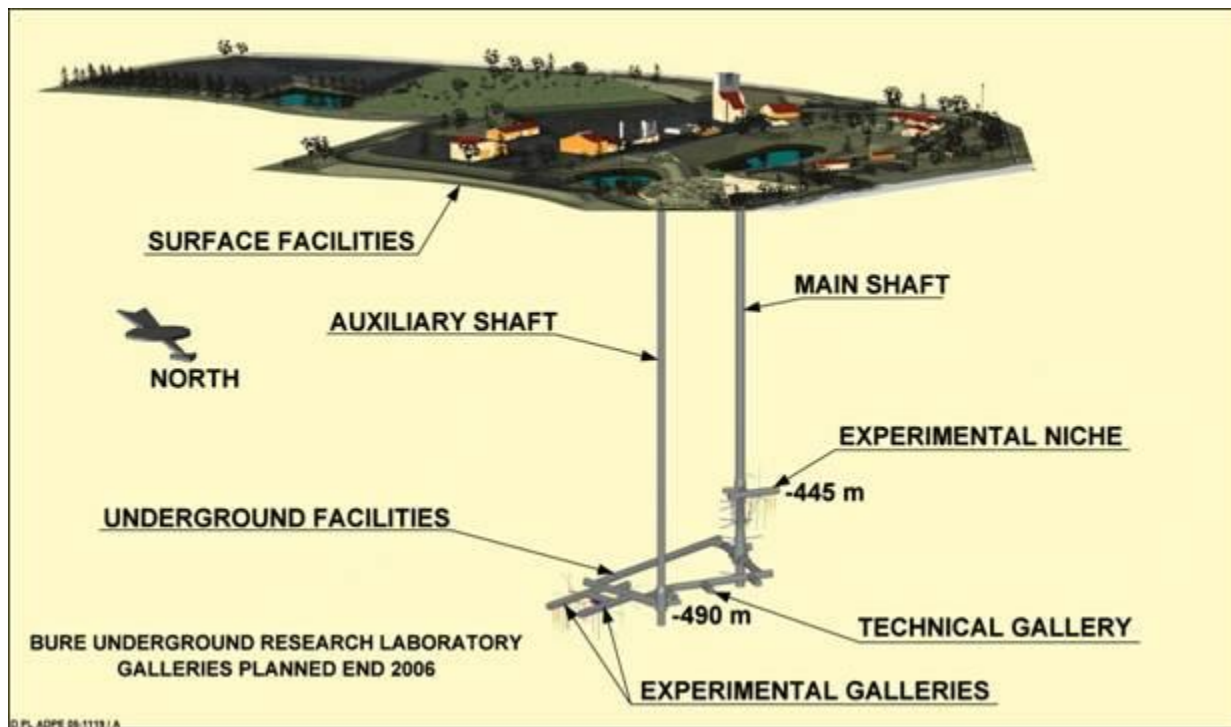 SURFACE FACILITIES
MAIN SHAFT
AUXILIARY SHAFT
NORTH
EXPERIMENTAL NICHE
-445 m
UNDERGROUND FACILITIES
-490 m
TECHNICAL GALLERY
BURE UNDERGROUND RESEARCH LABORATORY
GALLERIES PLANNED END 2006
EXPERIMENTAL GALLERIES